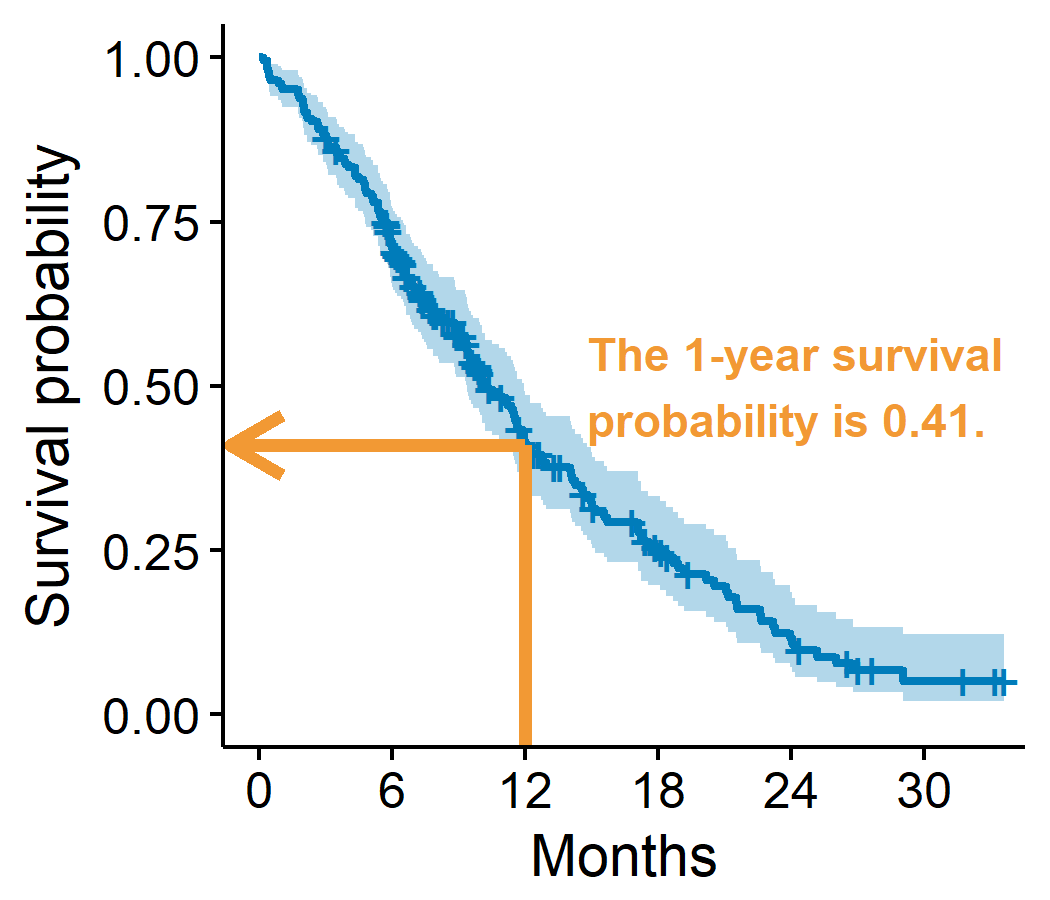 1.00
0.75
0.50
0.25
0.00
Survival probability
The 1-year survival
probability is 0.41.
0 6 12 18 24 30
Months